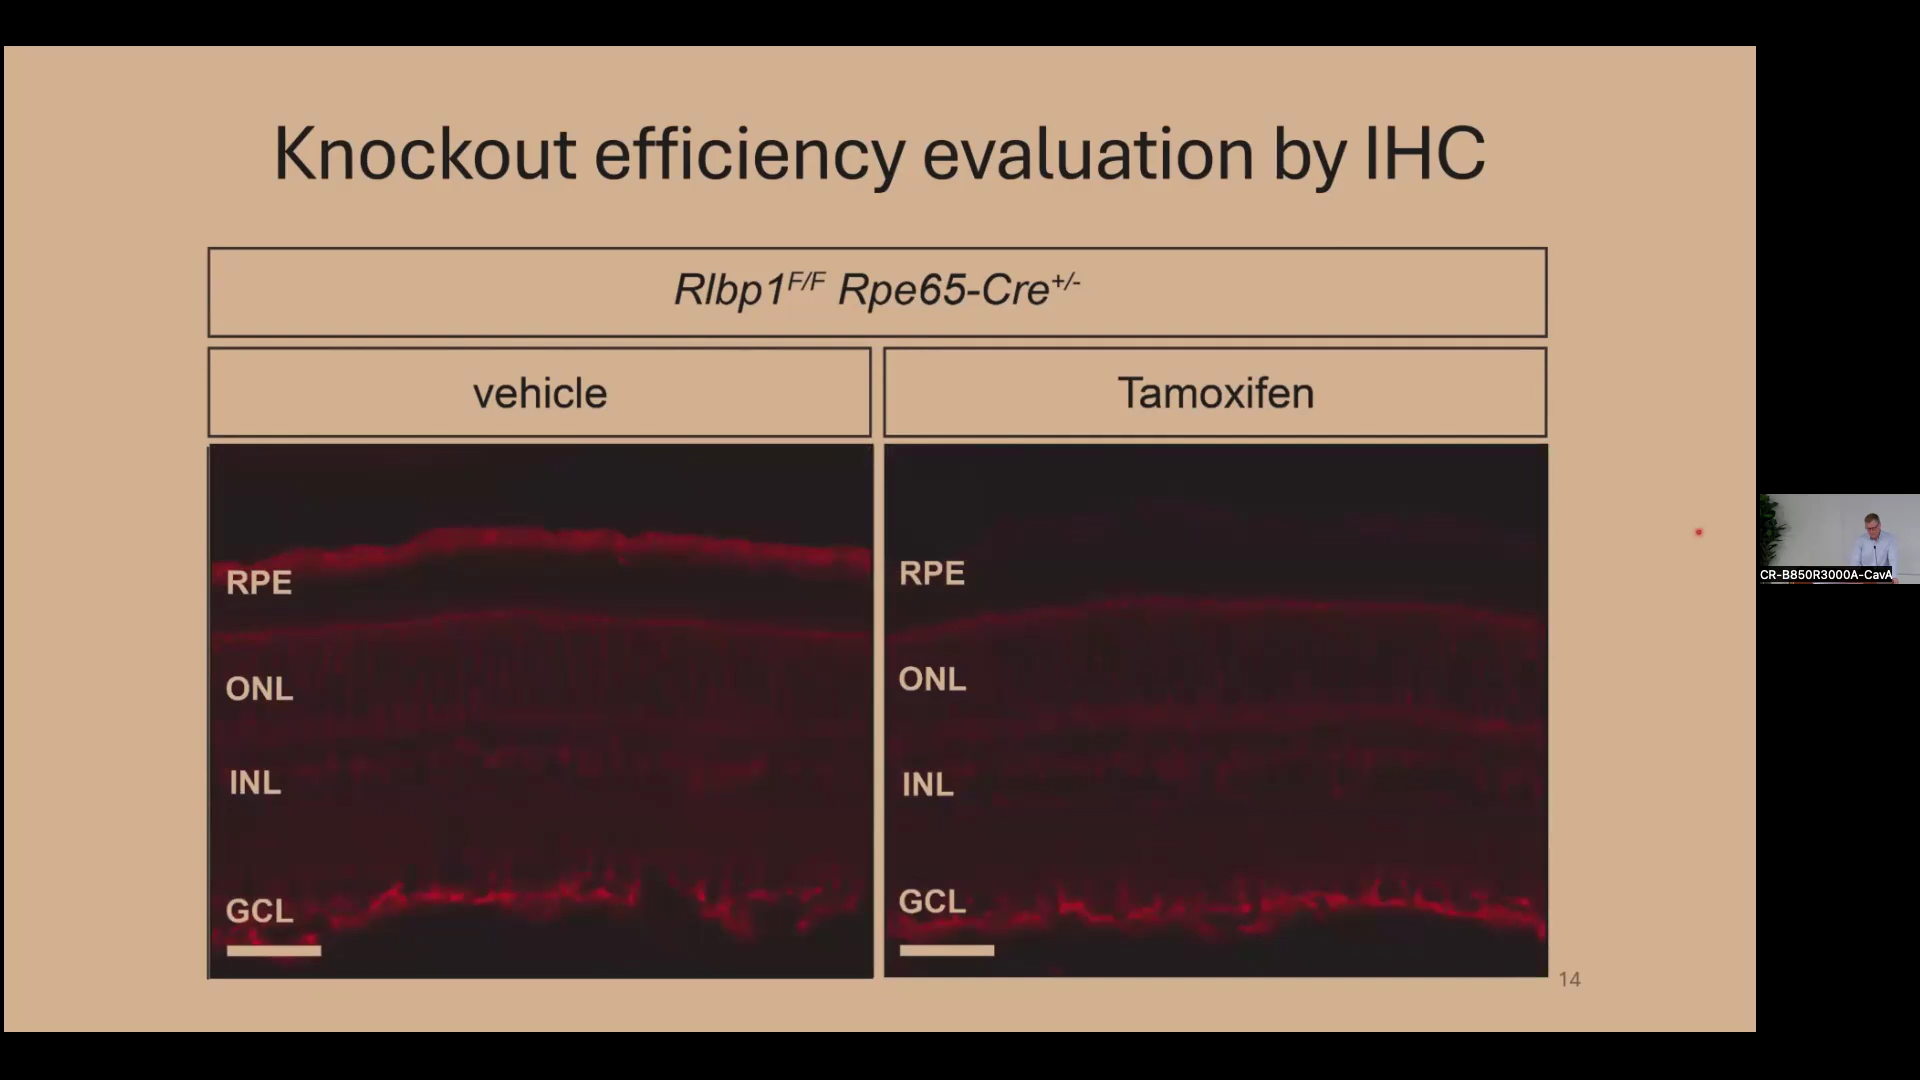 Knockout efficiency evaluation by IHC
Rlbp1F/F Rpe65-Cre+/-
vehicle
Tamoxifen
RPE
ONL
INL
GCL
RPE
ONL
INL
GCL
14
CR-B850R3000A-CavA